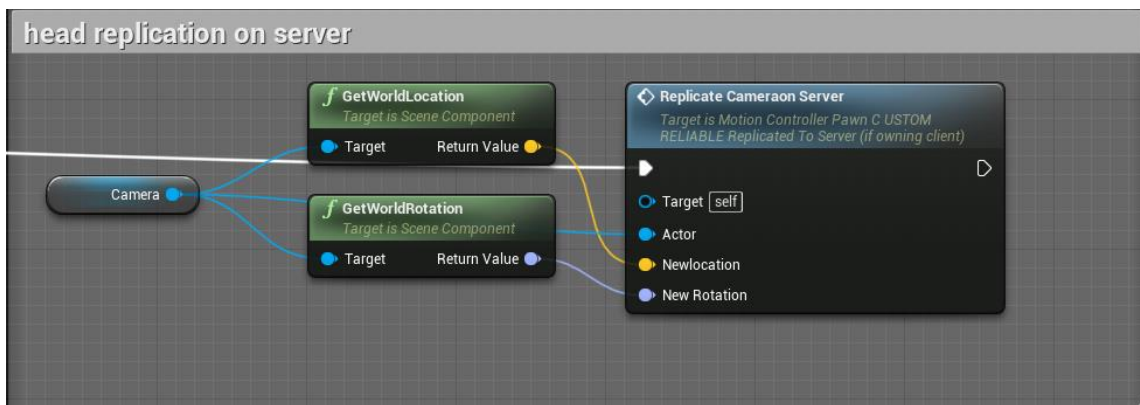 head replication on server
f GetWorldLocation
Target is Scene Component
Target Return Value
Camera
f GetWorldRotation
Target is Scene Component
Target Return Value
Replicate Cameraon Server
Target is Motion Controller Pawn C USTOM
RELIABLE Replicated To Server (if owning client)
Target self
Actor
Newlocation
New Rotation